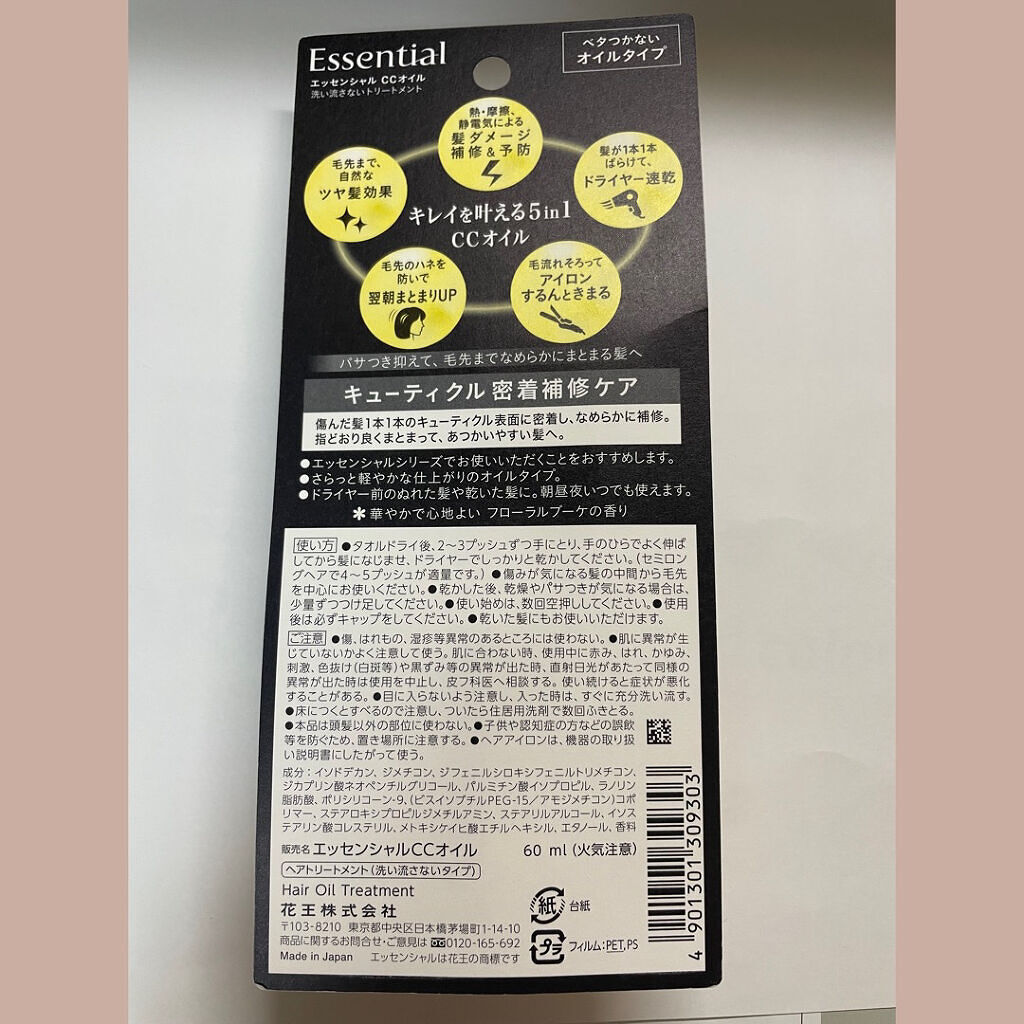 Essential
エッセンシャル CCオイル
洗い流さないトリートメント
ベタつかない
オイルタイプ
熱・摩擦、
静電気による
髪ダメージ
補修&予防
毛先まで、
自然な
ツヤ髪効果
髪が1本1本
ばらけて、
ドライヤー速乾
キレイを叶える5in1
CCオイル
毛先のハネを
防いで
翌朝まとまりUP
毛流れそろって
アイロン
するんときまる
パサつき抑えて、毛先までなめらかにまとまる髪へ
キューティクル 密着補修ケア
傷んだ髪1本1本のキューティクル表面に密着し、なめらかに補修。
指どおり良くまとまって、あつかいやすい髪へ。
●エッセンシャルシリーズでお使いいただくことをおすすめします。
●さらっと軽やかな仕上がりのオイルタイプ。
●ドライヤー前のぬれた髪や乾いた髪に。朝昼夜いつでも使えます。
✻華やかで心地よい フローラルブーケの香り
使い方 ●タオルドライ後、2〜3プッシュずつ手にとり、手のひらでよく伸ば
してから髪になじませ、ドライヤーでしっかりと乾かしてください。(セミロン
グヘアで4〜5プッシュが適量です。) ●傷みが気になる髪の中間から毛先
を中心にお使いください。●乾かした後、乾燥やパサつきが気になる場合は、
少量ずつつけ足してください。●使い始めは、数回空押ししてください。●使用
後は必ずキャップをしてください。●乾いた髪にもお使いいただけます。
ご注意 ●傷、はれもの、湿疹等異常のあるところには使わない。●肌に異常が生
じていないかよく注意して使う。肌に合わない時、使用中に赤み、はれ、かゆみ、
刺激、色抜け(白斑等)や黒ずみ等の異常が出た時、直射日光があたって同様の
異常が出た時は使用を中止し、皮フ科医へ相談する。使い続けると症状が悪化
することがある。●目に入らないよう注意し、入った時は、すぐに充分洗い流す。
●床につくとすべるので注意し、ついたら住居用洗剤で数回ふきとる。
●本品は頭髪以外の部位に使わない。●子供や認知症の方などの誤飲
等を防ぐため、置き場所に注意する。●ヘアアイロンは、機器の取り扱
い説明書にしたがって使う。
成分：イソドデカン、ジメチコン、ジフェニルシロキシフェニルトリメチコン、
ジカプリン酸ネオペンチルグリコール、パルミチン酸イソプロピル、ラノリン
脂肪酸、ポリシリコーン-9、(ビスイソブチルPEG-15/アモジメチコン)コポ
リマー、ステアロキシプロピルジメチルアミン、ステアリルアルコール、イソス
テアリン酸コレステリル、メトキシケイヒ酸エチルヘキシル、エタノール、香料
販売名 エッセンシャルCCオイル 60 ml (火気注意)
ヘアトリートメント(洗い流さないタイプ)
Hair Oil Treatment
花王株式会社
〒103-8210 東京都中央区日本橋茅場町1-14-10
商品に関するお問合せ・ご意見は 0120-165-692
Made in Japan エッセンシャルは花王の商標です
紙 台紙
プラ フィルム:PET,PS
4 901301 309303